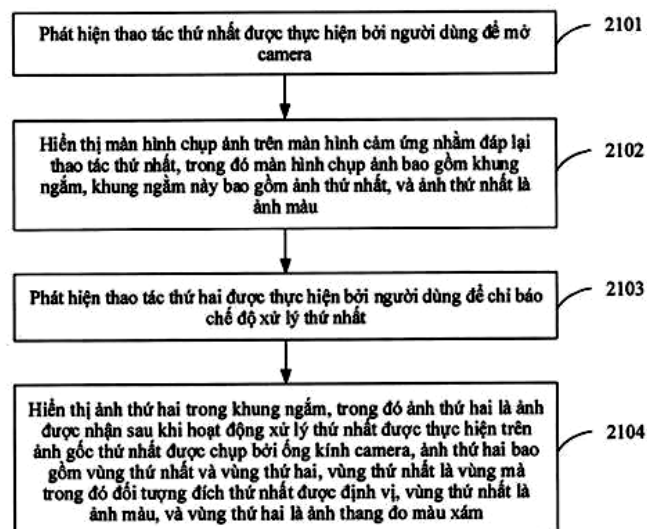 Phát hiện thao tác thứ nhất được thực hiện bởi người dùng để mở
camera
2101
Hiển thị màn hình chụp ảnh trên màn hình cảm ứng nhằm đáp lại
thao tác thứ nhất, trong đó màn hình chụp ảnh bao gồm khung
ngắm, khung ngắm này bao gồm ảnh thứ nhất, và ảnh thứ nhất là
ảnh màu
2102
Phát hiện thao tác thứ hai được thực hiện bởi người dùng để chỉ báo
chế độ xử lý thứ nhất
2103
Hiển thị ảnh thứ hai trong khung ngắm, trong đó ảnh thứ hai là ảnh
được nhận sau khi hoạt động xử lý thứ nhất được thực hiện trên
ảnh gốc thứ nhất được chụp bởi ống kính camera, ảnh thứ hai bao
gồm vùng thứ nhất và vùng thứ hai, vùng thứ nhất là vùng mà
trong đó đối tượng đích thứ nhất được định vị, vùng thứ nhất là
ảnh màu, và vùng thứ hai là ảnh thang đo màu xám
2104